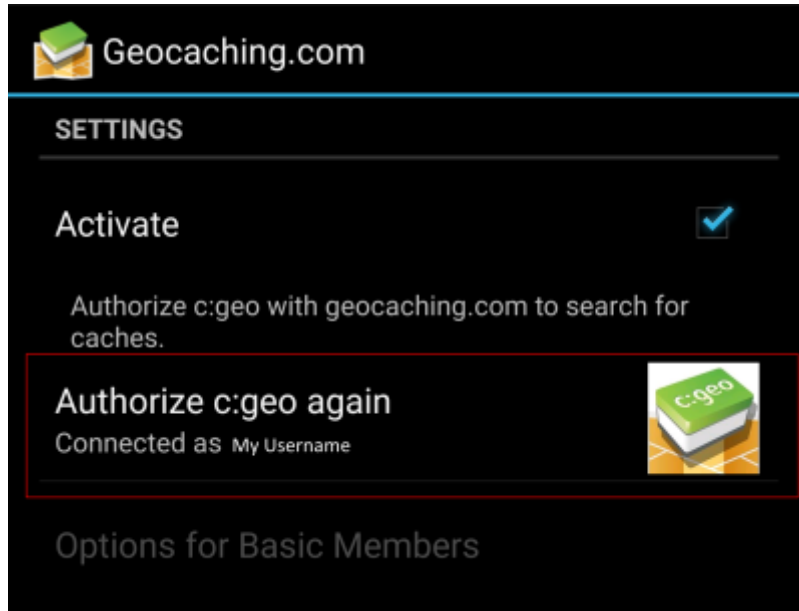 Geocaching.com
SETTINGS
Activate
Authorize c:geo with geocaching.com to search for
caches.
Authorize c:geo again
c:geo
Connected as My Username
Options for Basic Members